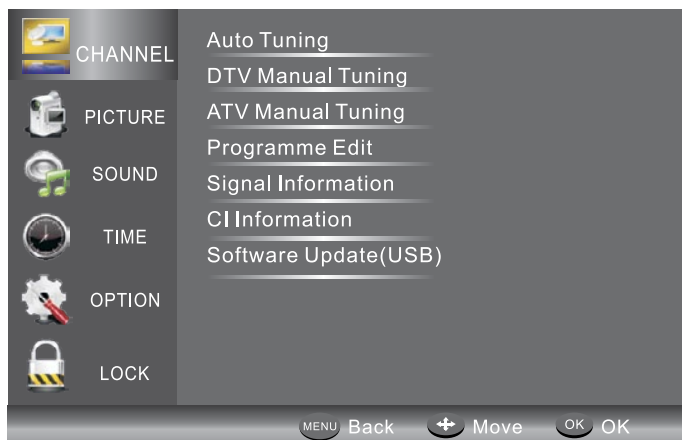 CHANNEL
PICTURE
SOUND
TIME
OPTION
LOCK
Auto Tuning
DTV Manual Tuning
ATV Manual Tuning
Programme Edit
Signal Information
CI Information
Software Update(USB)
MENU Back Move OK OK